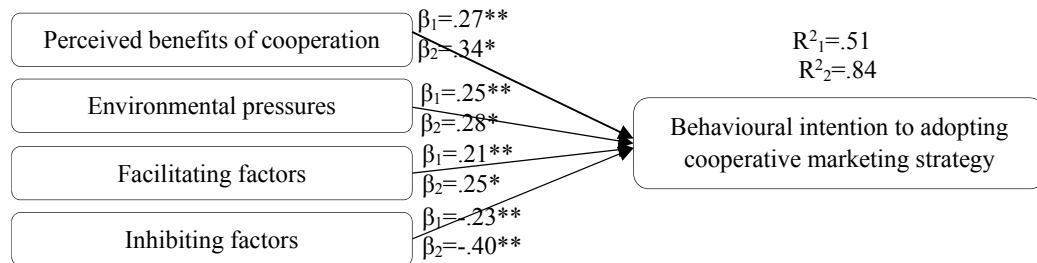 Perceived benefits of cooperation
β₁=.27**
β₂=.34*
Environmental pressures
β₁=.25**
β₂=.28*
Facilitating factors
β₁=.21**
β₂=.25*
Inhibiting factors
β₁=-.23**
β₂=-.40**
R²₁=.51
R²₂=.84
Behavioural intention to adopting
cooperative marketing strategy